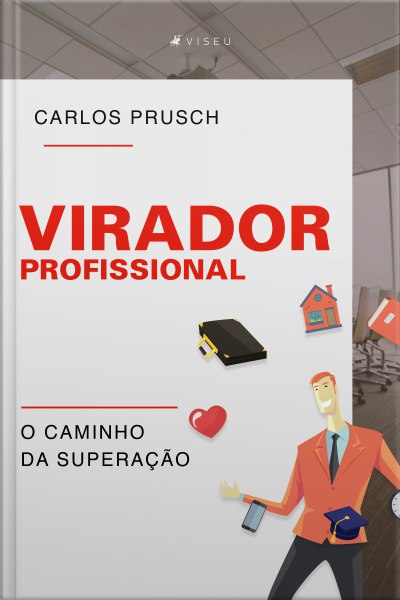 VISEU
CARLOS PRUSCH
VIRADOR
PROFISSIONAL
O CAMINHO
DA SUPERAÇÃO